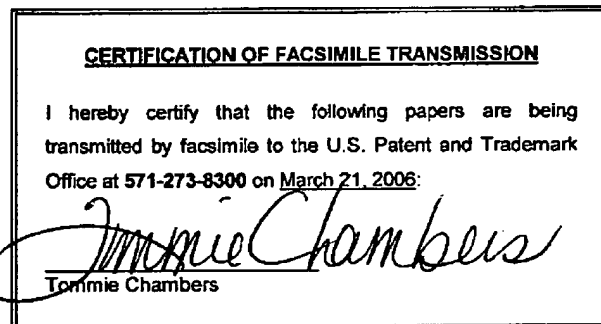 CERTIFICATION OF FACSIMILE TRANSMISSION
I hereby certify that the following papers are being
transmitted by facsimile to the U.S. Patent and Trademark
Office at 571-273-8300 on March 21, 2006:
Tommie Chambers
Tommie Chambers